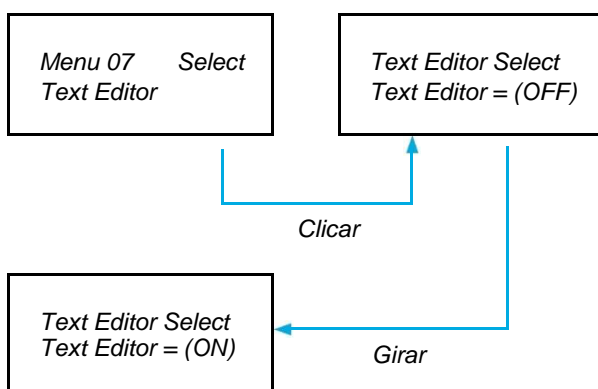 Menu 07 Select
Text Editor
Text Editor Select
Text Editor = (OFF)
Clicar
Text Editor Select
Text Editor = (ON)
Girar